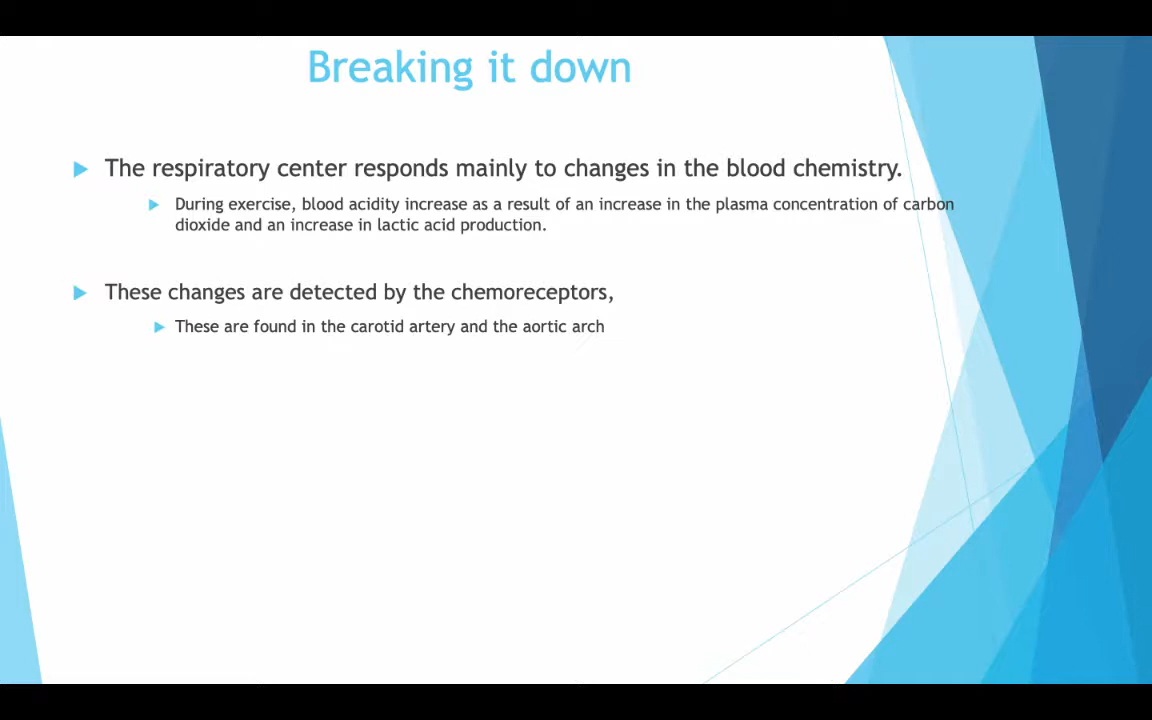 Breaking it down
The respiratory center responds mainly to changes in the blood chemistry.
During exercise, blood acidity increase as a result of an increase in the plasma concentration of carbon
dioxide and an increase in lactic acid production.
These changes are detected by the chemoreceptors,
These are found in the carotid artery and the aortic arch